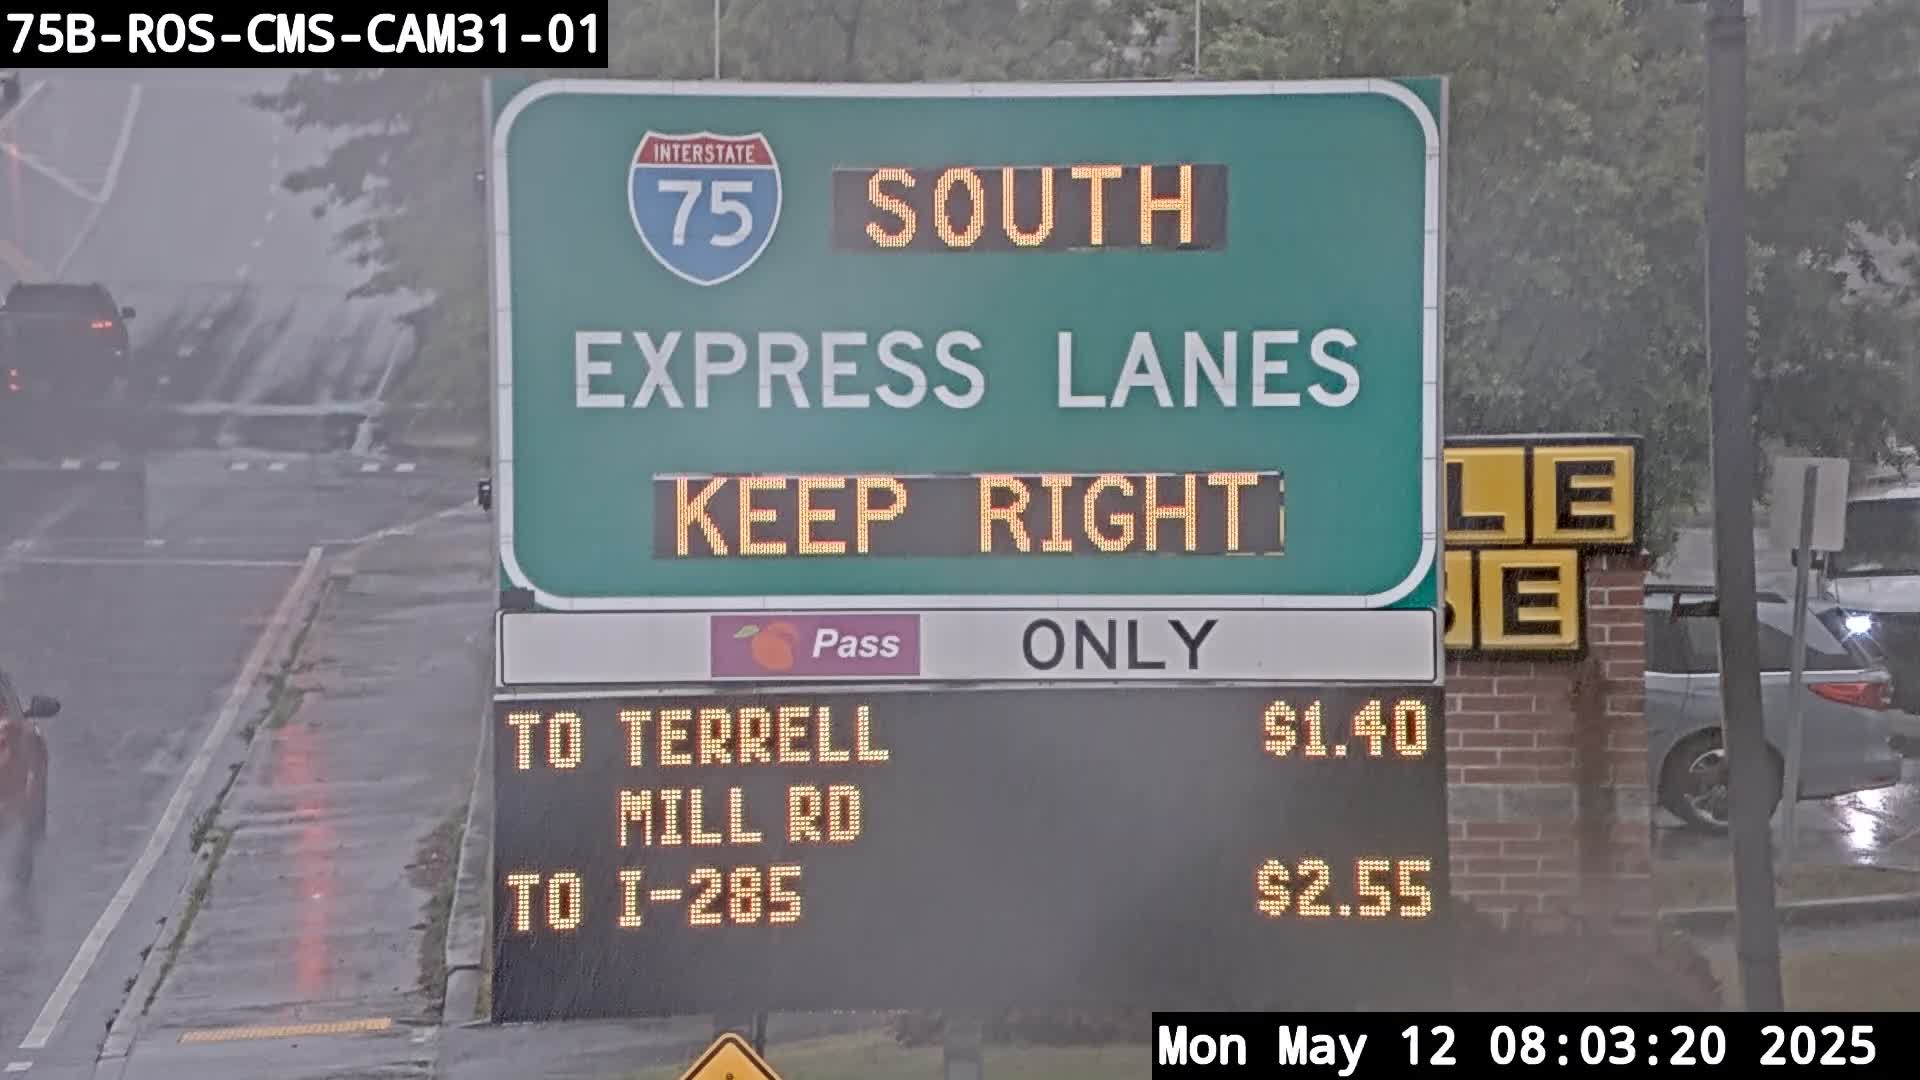 75B-ROS-CMS-CAM31-01
INTERSTATE
75
SOUTH
EXPRESS LANES
KEEP RIGHT
Pass ONLY
TO TERRELL $1.40
MILL RD
TO I-285 $2.55
LE
E
Mon May 12 08:03:20 2025